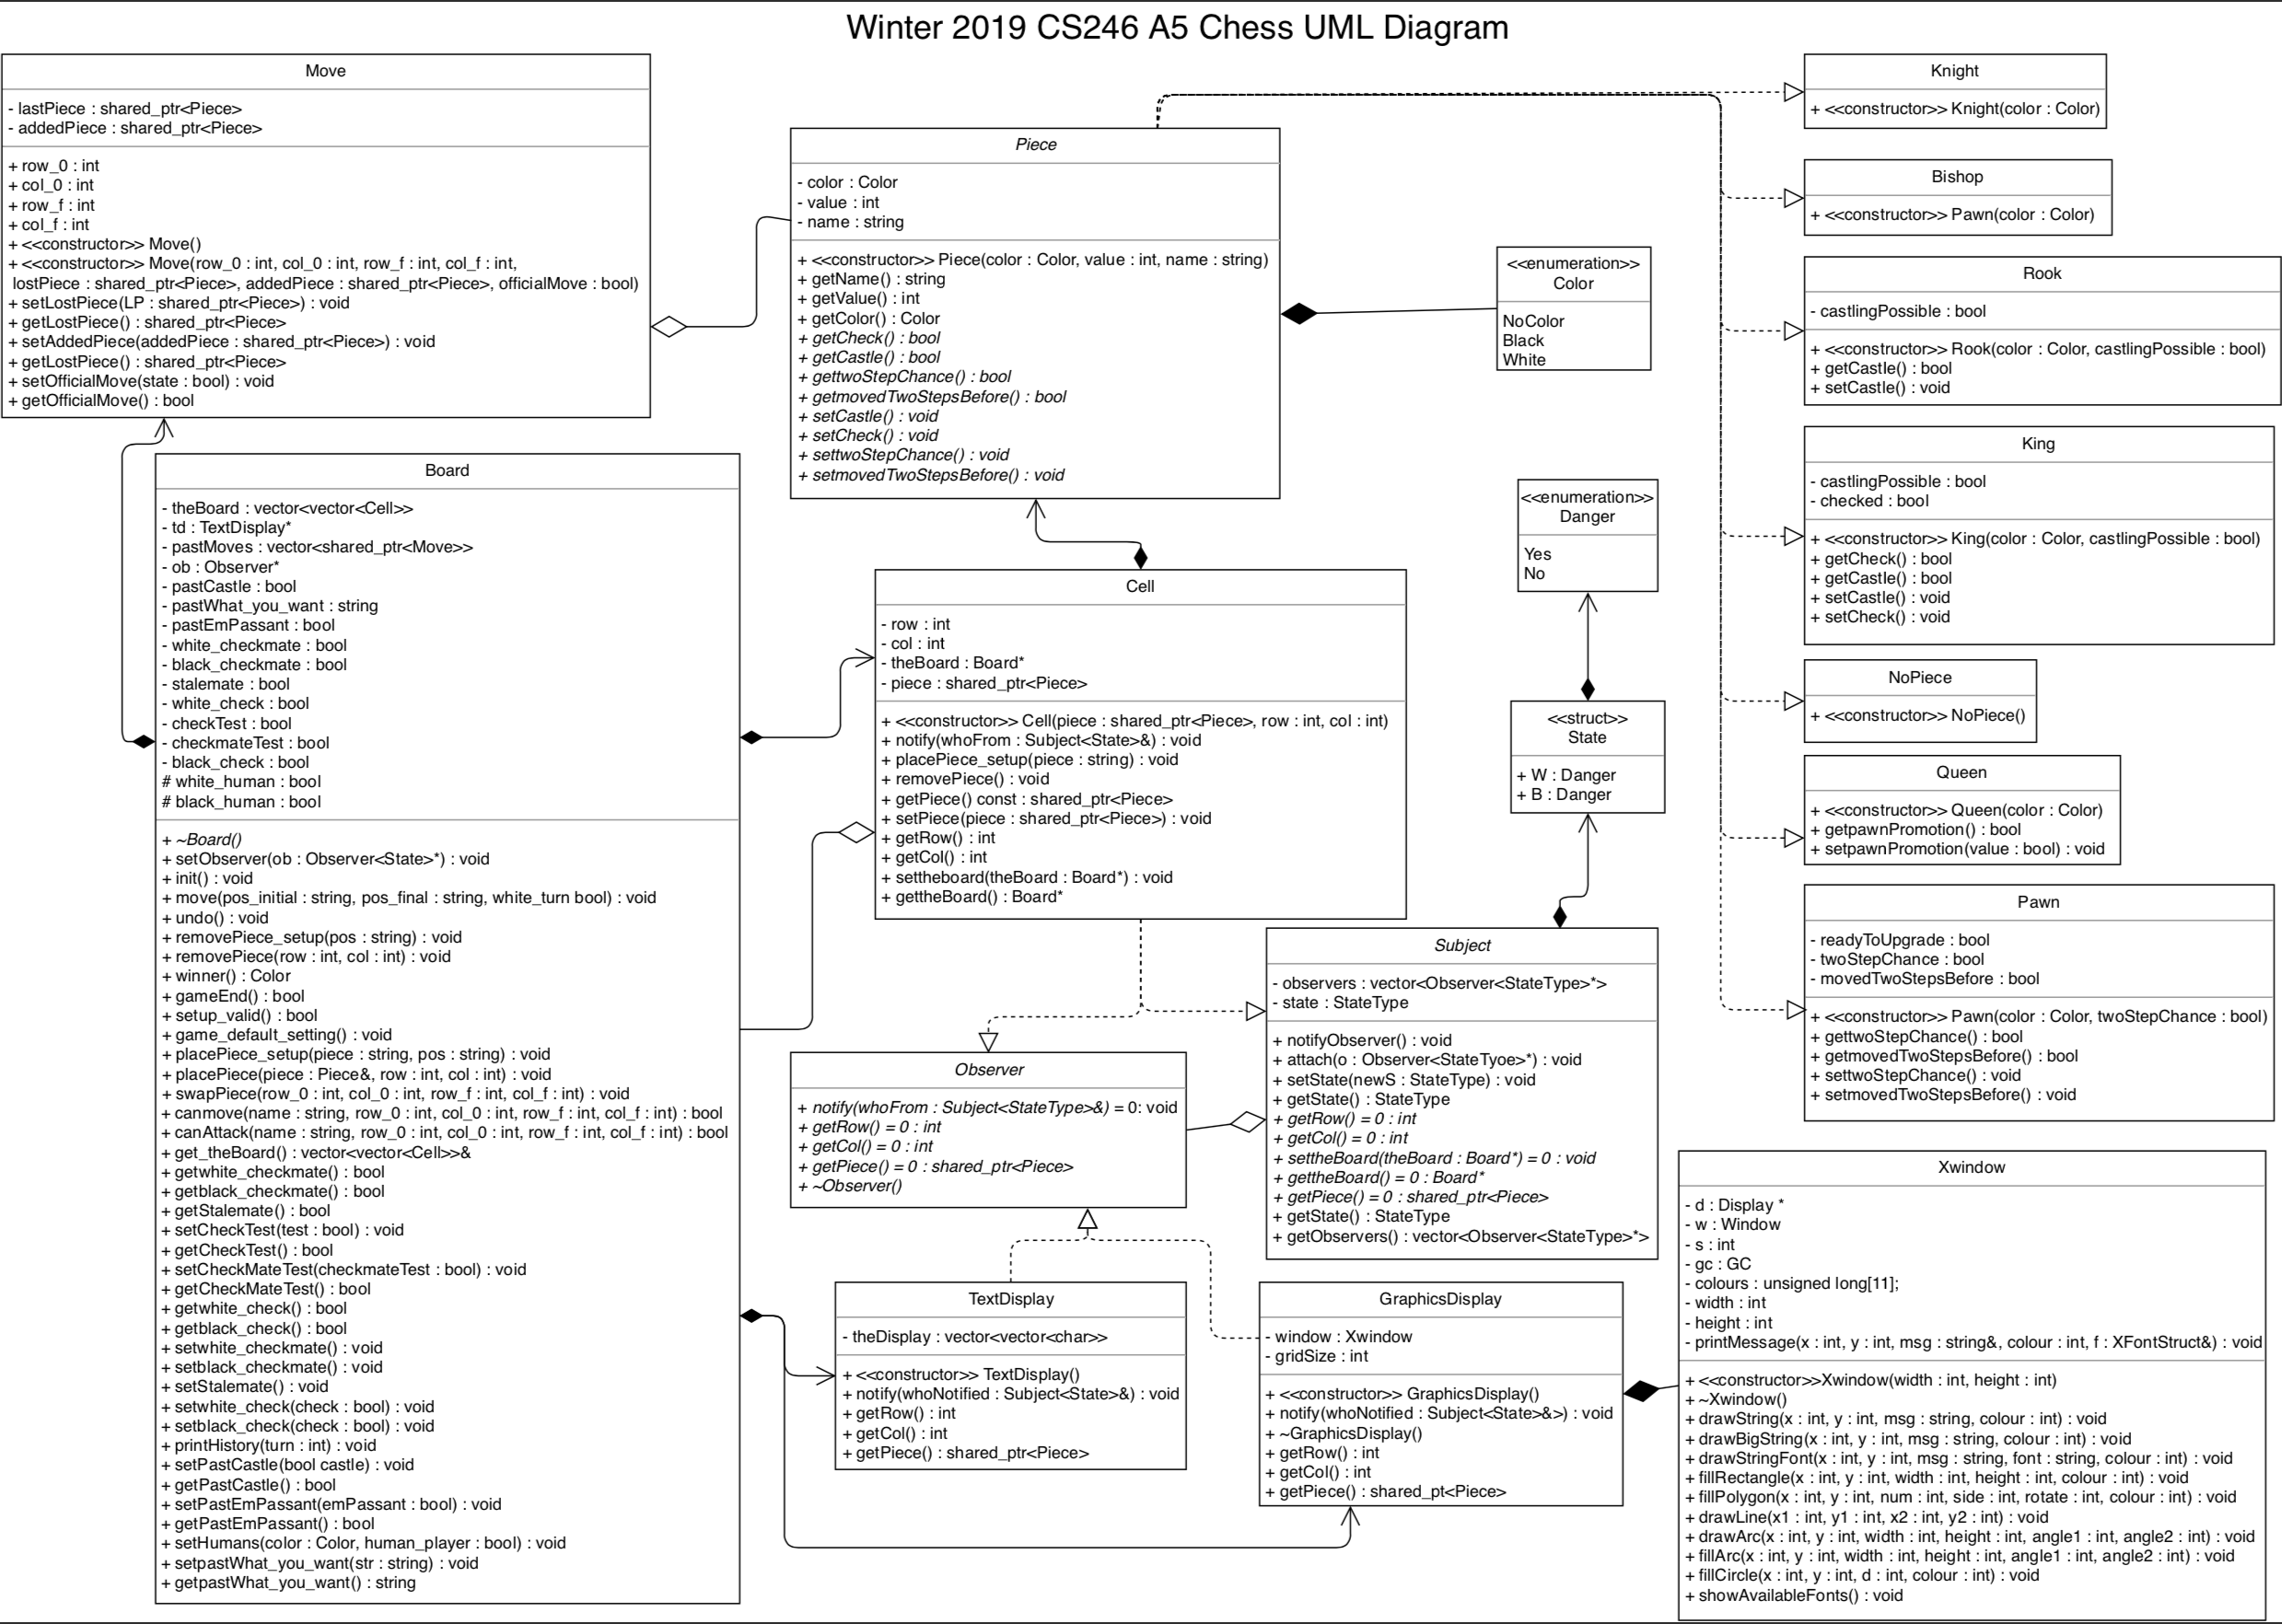 Winter 2019 CS246 A5 Chess UML Diagram
Move
- lastPiece : shared_ptr<Piece>
- addedPiece : shared_ptr<Piece>
+ row_0 : int
+ col_0 : int
+ row_f : int
+ col_f : int
+ <<constructor>> Move()
+ <<constructor>> Move(row_0 : int, col_0 : int, row_f : int, col_f : int,
lostPiece : shared_ptr<Piece>, addedPiece : shared_ptr<Piece>, officialMove : bool)
+ setLostPiece(LP : shared_ptr<Piece>) : void
+ getLostPiece() : shared_ptr<Piece>
+ setAddedPiece(addedPiece : shared_ptr<Piece>) : void
+ getLostPiece() : shared_ptr<Piece>
+ setOfficialMove(state : bool) : void
+ getOfficialMove() : bool
Board
- theBoard : vector<vector<Cell>>
- td : TextDisplay*
- pastMoves : vector<shared_ptr<Move>>
- ob : Observer*
- pastCastle : bool
- pastWhat_you_want : string
- pastEmPassant : bool
- white_checkmate : bool
- black_checkmate : bool
- stalemate : bool
- white_check : bool
- checkTest : bool
- checkmateTest : bool
- black_check : bool
# white_human : bool
# black_human : bool
+ ~Board()
+ setObserver(ob : Observer<State>*) : void
+ init() : void
+ move(pos_initial : string, pos_final : string, white_turn bool) : void
+ undo() : void
+ removePiece_setup(pos : string) : void
+ removePiece(row : int, col : int) : void
+ winner() : Color
+ gameEnd() : bool
+ setup_valid() : bool
+ game_default_setting() : void
+ placePiece_setup(piece : string, pos : string) : void
+ placePiece(piece : Piece&, row : int, col : int) : void
+ swapPiece(row_0 : int, col_0 : int, row_f : int, col_f : int) : void
+ canmove(name : string, row_0 : int, col_0 : int, row_f : int, col_f : int) : bool
+ canAttack(name : string, row_0 : int, col_0 : int, row_f : int, col_f : int) : bool
+ get_theBoard() : vector<vector<Cell>>&
+ getwhite_checkmate() : bool
+ getblack_checkmate() : bool
+ getStalemate() : bool
+ setCheckTest(test : bool) : void
+ getCheckTest() : bool
+ setCheckMateTest(checkmateTest : bool) : void
+ getCheckMateTest() : bool
+ getwhite_check() : bool
+ getblack_check() : bool
+ setwhite_checkmate() : void
+ setblack_checkmate() : void
+ setStalemate() : void
+ setwhite_check(check : bool) : void
+ setblack_check(check : bool) : void
+ printHistory(turn : int) : void
+ setPastCastle(bool castle) : void
+ getPastCastle() : bool
+ setPastEmPassant(emPassant : bool) : void
+ getPastEmPassant() : bool
+ setHumans(color : Color, human_player : bool) : void
+ setpastWhat_you_want(str : string) : void
+ getpastWhat_you_want() : string
Piece
- color : Color
- value : int
- name : string
+ <<constructor>> Piece(color : Color, value : int, name : string)
+ getName() : string
+ getValue() : int
+ getColor() : Color
+ getCheck() : bool
+ getCastle() : bool
+ gettwoStepChance() : bool
+ getmovedTwoStepsBefore() : bool
+ setCastle() : void
+ setCheck() : void
+ settwoStepChance() : void
+ setmovedTwoStepsBefore() : void
<<enumeration>>
Color
NoColor
Black
White
Cell
- row : int
- col : int
- theBoard : Board*
- piece : shared_ptr<Piece>
+ <<constructor>> Cell(piece : shared_ptr<Piece>, row : int, col : int)
+ notify(whoFrom : Subject<State>&) : void
+ placePiece_setup(piece : string) : void
+ removePiece() : void
+ getPiece() const : shared_ptr<Piece>
+ setPiece(piece : shared_ptr<Piece>) : void
+ getRow() : int
+ getCol() : int
+ settheboard(theBoard : Board*) : void
+ gettheBoard() : Board*
<<enumeration>>
Danger
Yes
No
<<struct>>
State
+ W : Danger
+ B : Danger
Subject
- observers : vector<Observer<StateType>*>
- state : StateType
+ notifyObserver() : void
+ attach(o : Observer<StateTyoe>*) : void
+ setState(newS : StateType) : void
+ getState() : StateType
+ getRow() = 0 : int
+ getCol() = 0 : int
+ settheBoard(theBoard : Board*) = 0 : void
+ gettheBoard() = 0 : Board*
+ getPiece() = 0 : shared_ptr<Piece>
+ getState() : StateType
+ getObservers() : vector<Observer<StateType>*>
Observer
+ notify(whoFrom : Subject<StateType>&) = 0: void
+ getRow() = 0 : int
+ getCol() = 0 : int
+ getPiece() = 0 : shared_ptr<Piece>
+ ~Observer()
TextDisplay
- theDisplay : vector<vector<char>>
+ <<constructor>> TextDisplay()
+ notify(whoNotified : Subject<State>&) : void
+ getRow() : int
+ getCol() : int
+ getPiece() : shared_ptr<Piece>
GraphicsDisplay
- window : Xwindow
- gridSize : int
+ <<constructor>> GraphicsDisplay()
+ notify(whoNotified : Subject<State>&>) : void
+ ~GraphicsDisplay()
+ getRow() : int
+ getCol() : int
+ getPiece() : shared_pt<Piece>
Knight
+ <<constructor>> Knight(color : Color)
Bishop
+ <<constructor>> Pawn(color : Color)
Rook
- castlingPossible : bool
+ <<constructor>> Rook(color : Color, castlingPossible : bool)
+ getCastle() : bool
+ setCastle() : void
King
- castlingPossible : bool
- checked : bool
+ <<constructor>> King(color : Color, castlingPossible : bool)
+ getCheck() : bool
+ getCastle() : bool
+ setCastle() : void
+ setCheck() : void
NoPiece
+ <<constructor>> NoPiece()
Queen
+ <<constructor>> Queen(color : Color)
+ getpawnPromotion() : bool
+ setpawnPromotion(value : bool) : void
Pawn
- readyToUpgrade : bool
- twoStepChance : bool
- movedTwoStepsBefore : bool
+ <<constructor>> Pawn(color : Color, twoStepChance : bool)
+ gettwoStepChance() : bool
+ getmovedTwoStepsBefore() : bool
+ settwoStepChance() : void
+ setmovedTwoStepsBefore() : void
Xwindow
- d : Display *
- w : Window
- s : int
- gc : GC
- colours : unsigned long[11];
- width : int
- height : int
- printMessage(x : int, y : int, msg : string&, colour : int, f : XFontStruct&) : void
+ <<constructor>>Xwindow(width : int, height : int)
+ ~Xwindow()
+ drawString(x : int, y : int, msg : string, colour : int) : void
+ drawBigString(x : int, y : int, msg : string, colour : int) : void
+ drawStringFont(x : int, y : int, msg : string, font : string, colour : int) : void
+ fillRectangle(x : int, y : int, width : int, height : int, colour : int) : void
+ fillPolygon(x : int, y : int, num : int, side : int, rotate : int, colour : int) : void
+ drawLine(x1 : int, y1 : int, x2 : int, y2 : int) : void
+ drawArc(x : int, y : int, width : int, height : int, angle1 : int, angle2 : int) : void
+ fillArc(x : int, y : int, width : int, height : int, angle1 : int, angle2 : int) : void
+ fillCircle(x : int, y : int, d : int, colour : int) : void
+ showAvailableFonts() : void